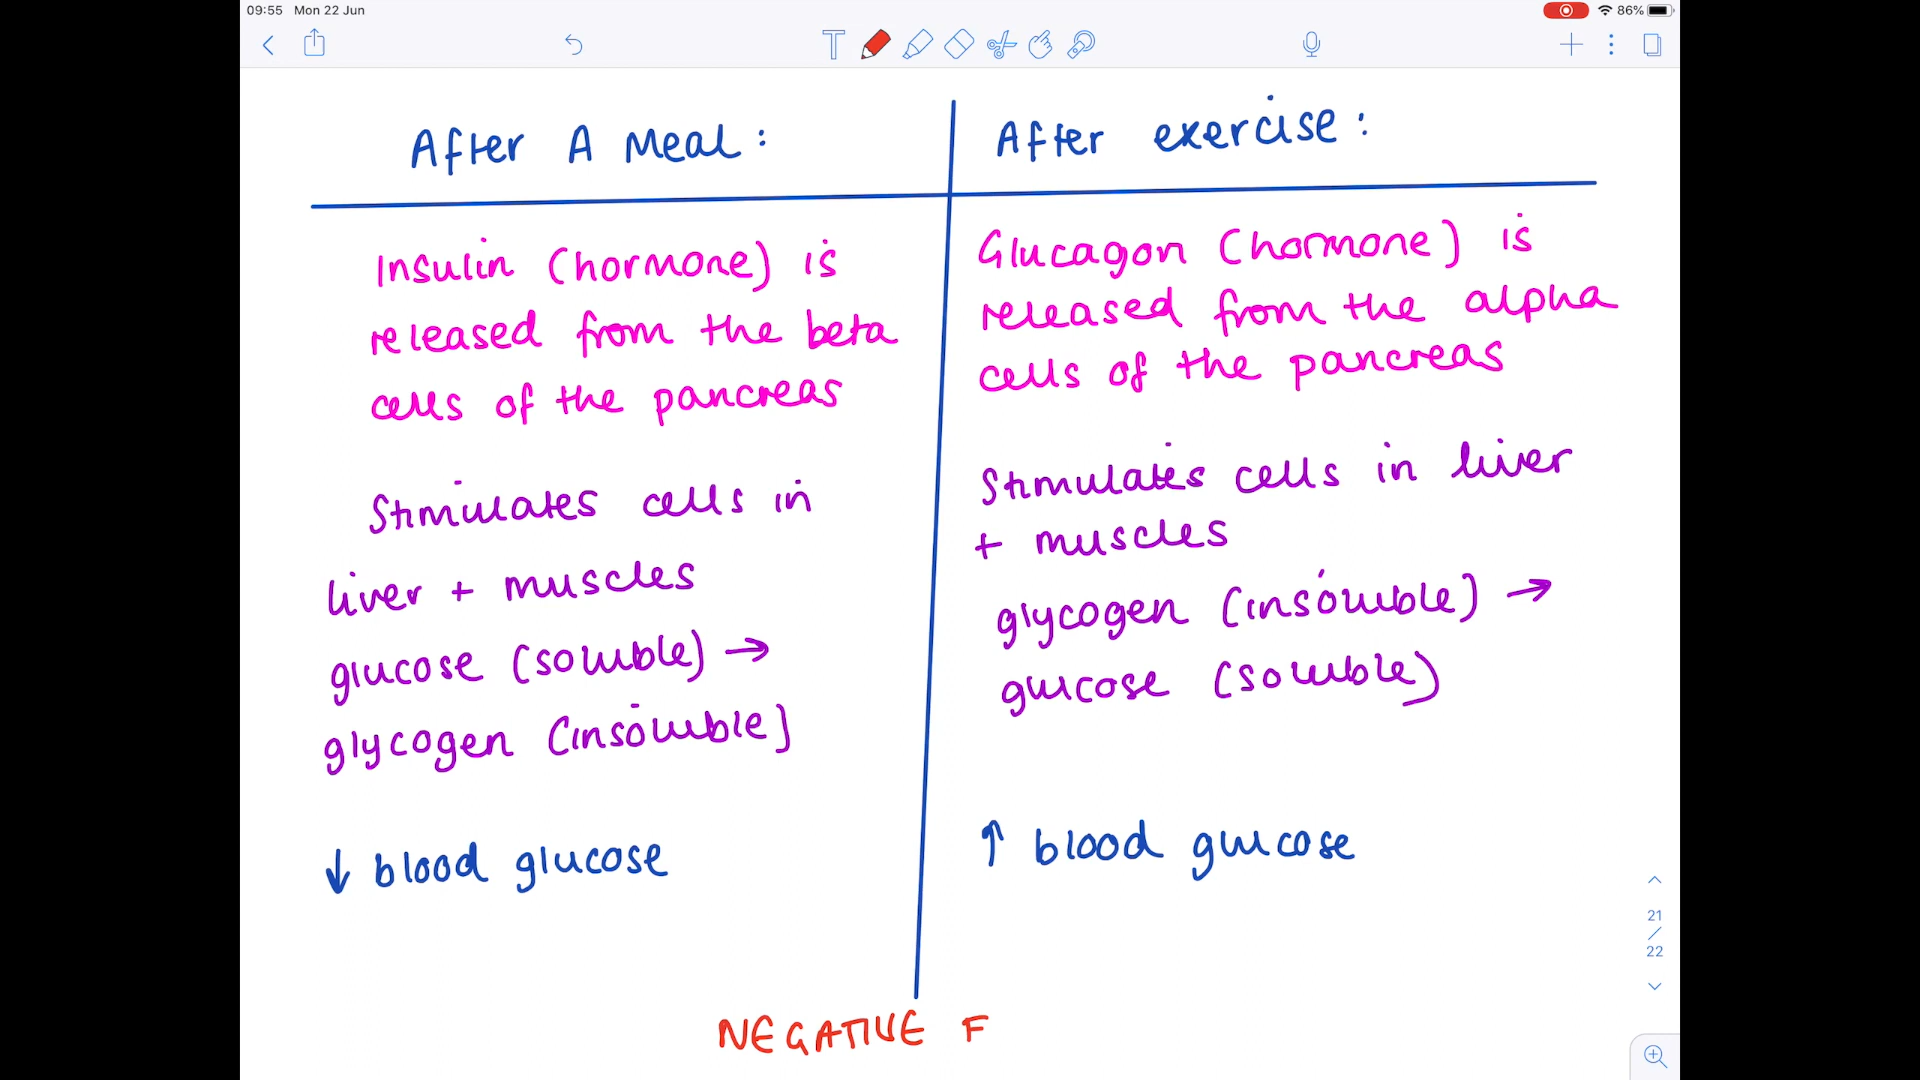 09:55 Mon 22 Jun
86%
After A Meal:
After exercise:
Insulin (hormone) is
released from the beta
cells of the pancreas
Stimulates cells in
liver + muscles
glucose (soluble) →
glycogen (insoluble)
↓ blood glucose
Glucagon (hormone) is
released from the alpha
cells of the pancreas
Stimulates cells in liver
+ muscles
glycogen (insoluble) →
glucose (soluble)
↑ blood glucose
21
/
22
NEGATIVE F